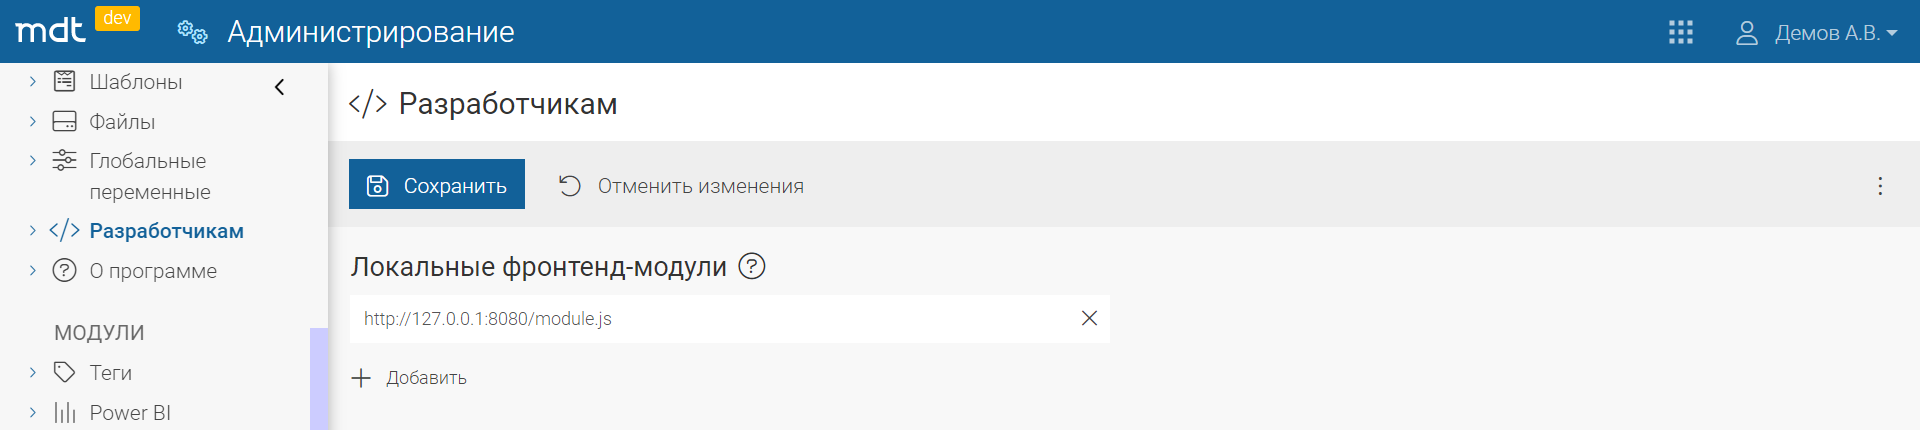 mdt
dev
Администрирование
Демов А.В.
Шаблоны
Файлы
Глобальные
переменные
Разработчикам
О программе
МОДУЛИ
Теги
Power BI
Разработчикам
Сохранить
Отменить изменения
Локальные фронтенд-модули
http://127.0.0.1:8080/module.js
Добавить